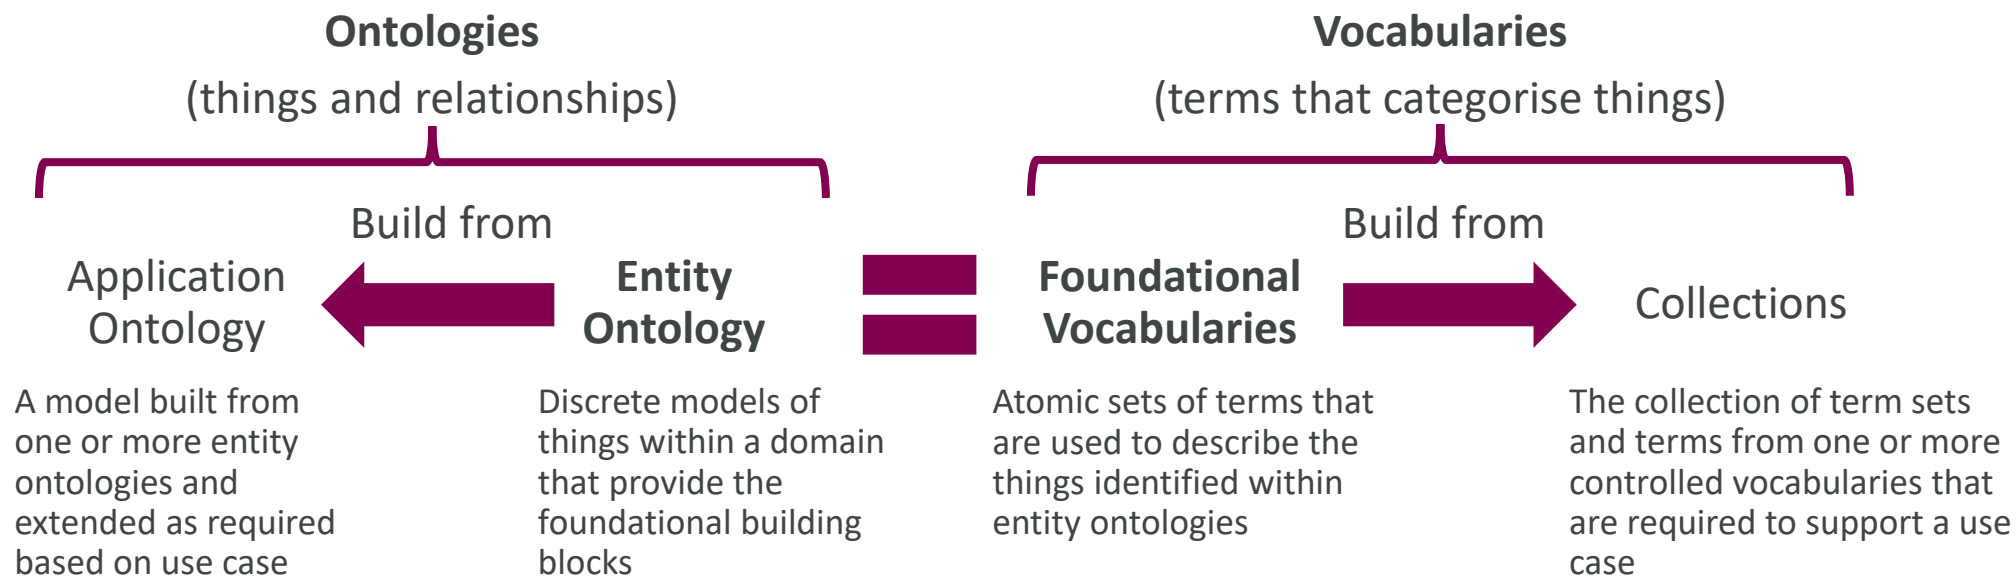 Ontologies
(things and relationships)
Vocabularies
(terms that categorise things)
Build from
Build from
Application
Ontology
Entity
Ontology
Foundational
Vocabularies
Collections
A model built from
one or more entity
ontologies and
extended as required
based on use case
Discrete models of
things within a domain
that provide the
foundational building
blocks
Atomic sets of terms that
are used to describe the
things identified within
entity ontologies
The collection of term sets
and terms from one or more
controlled vocabularies that
are required to support a use
case